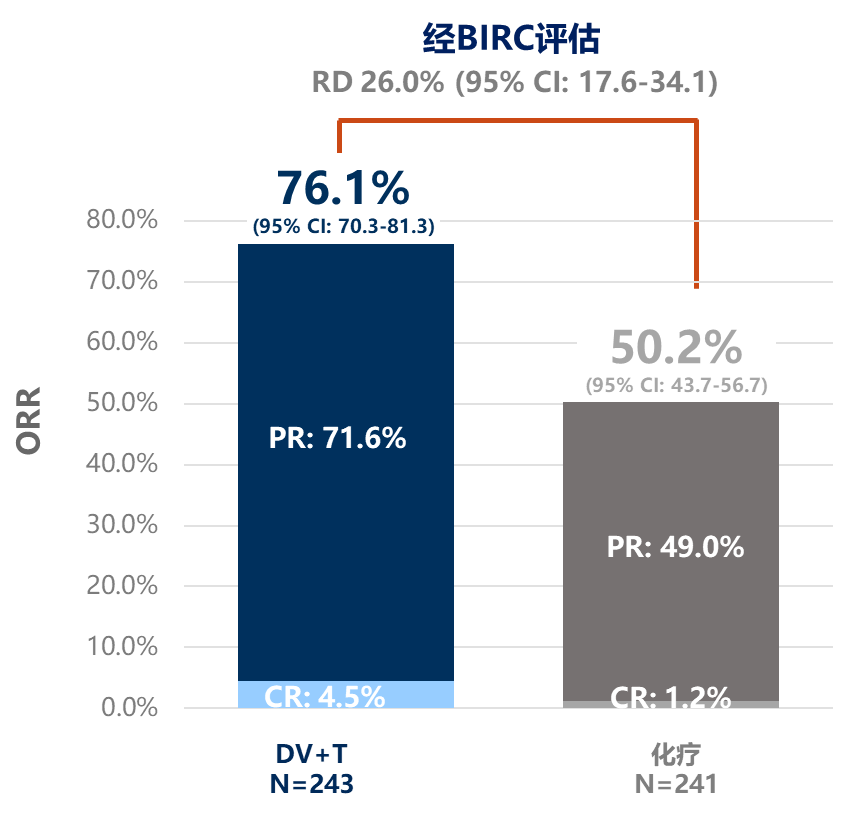 经BIRC评估
RD 26.0% (95% CI: 17.6-34.1)
76.1%
(95% CI: 70.3-81.3)
50.2%
(95% CI: 43.7-56.7)
ORR
80.0%
70.0%
60.0%
50.0%
40.0%
30.0%
20.0%
10.0%
0.0%
PR: 71.6%
CR: 4.5%
PR: 49.0%
CR: 1.2%
DV+T
N=243
化疗
N=241